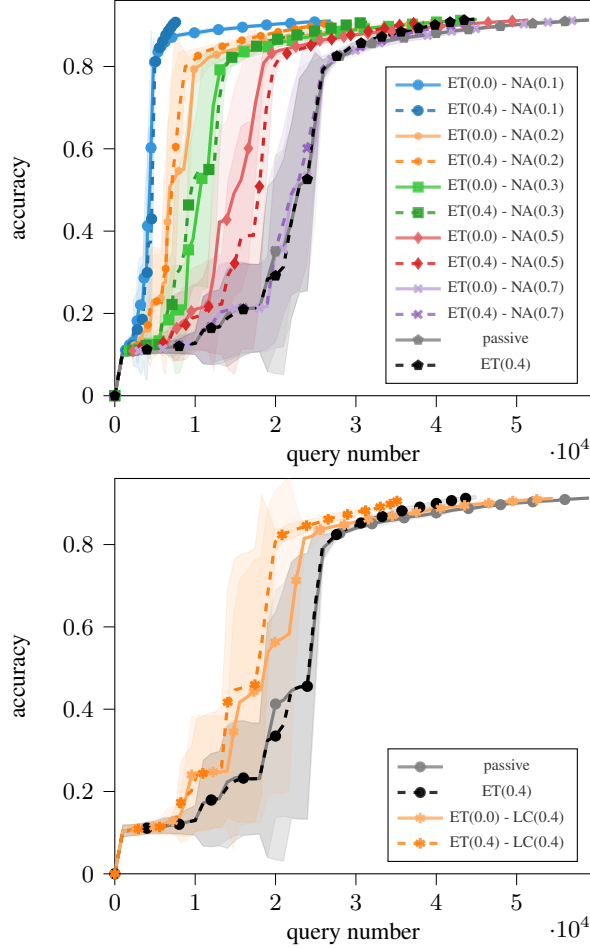 0.8
0.6
0.4
0.2
0
accuracy
ET(0.0) - NA(0.1)
ET(0.4) - NA(0.1)
ET(0.0) - NA(0.2)
ET(0.4) - NA(0.2)
ET(0.0) - NA(0.3)
ET(0.4) - NA(0.3)
ET(0.0) - NA(0.5)
ET(0.4) - NA(0.5)
ET(0.0) - NA(0.7)
ET(0.4) - NA(0.7)
passive
ET(0.4)
0 1 2 3 4 5
query number ·10⁴
0.8
0.6
0.4
0.2
0
accuracy
passive
ET(0.4)
ET(0.0) - LC(0.4)
ET(0.4) - LC(0.4)
0 1 2 3 4 5
query number ·10⁴